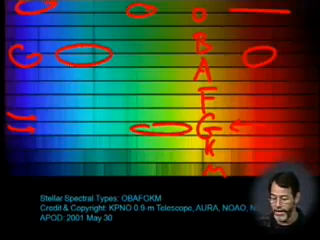 O
B
A
F
G
K
M
Stellar Spectral Types: OBAFGKM
Credit & Copyright: KPNO 0.9-m Telescope, AURA, NOAO,
APOD: 2001 May 30